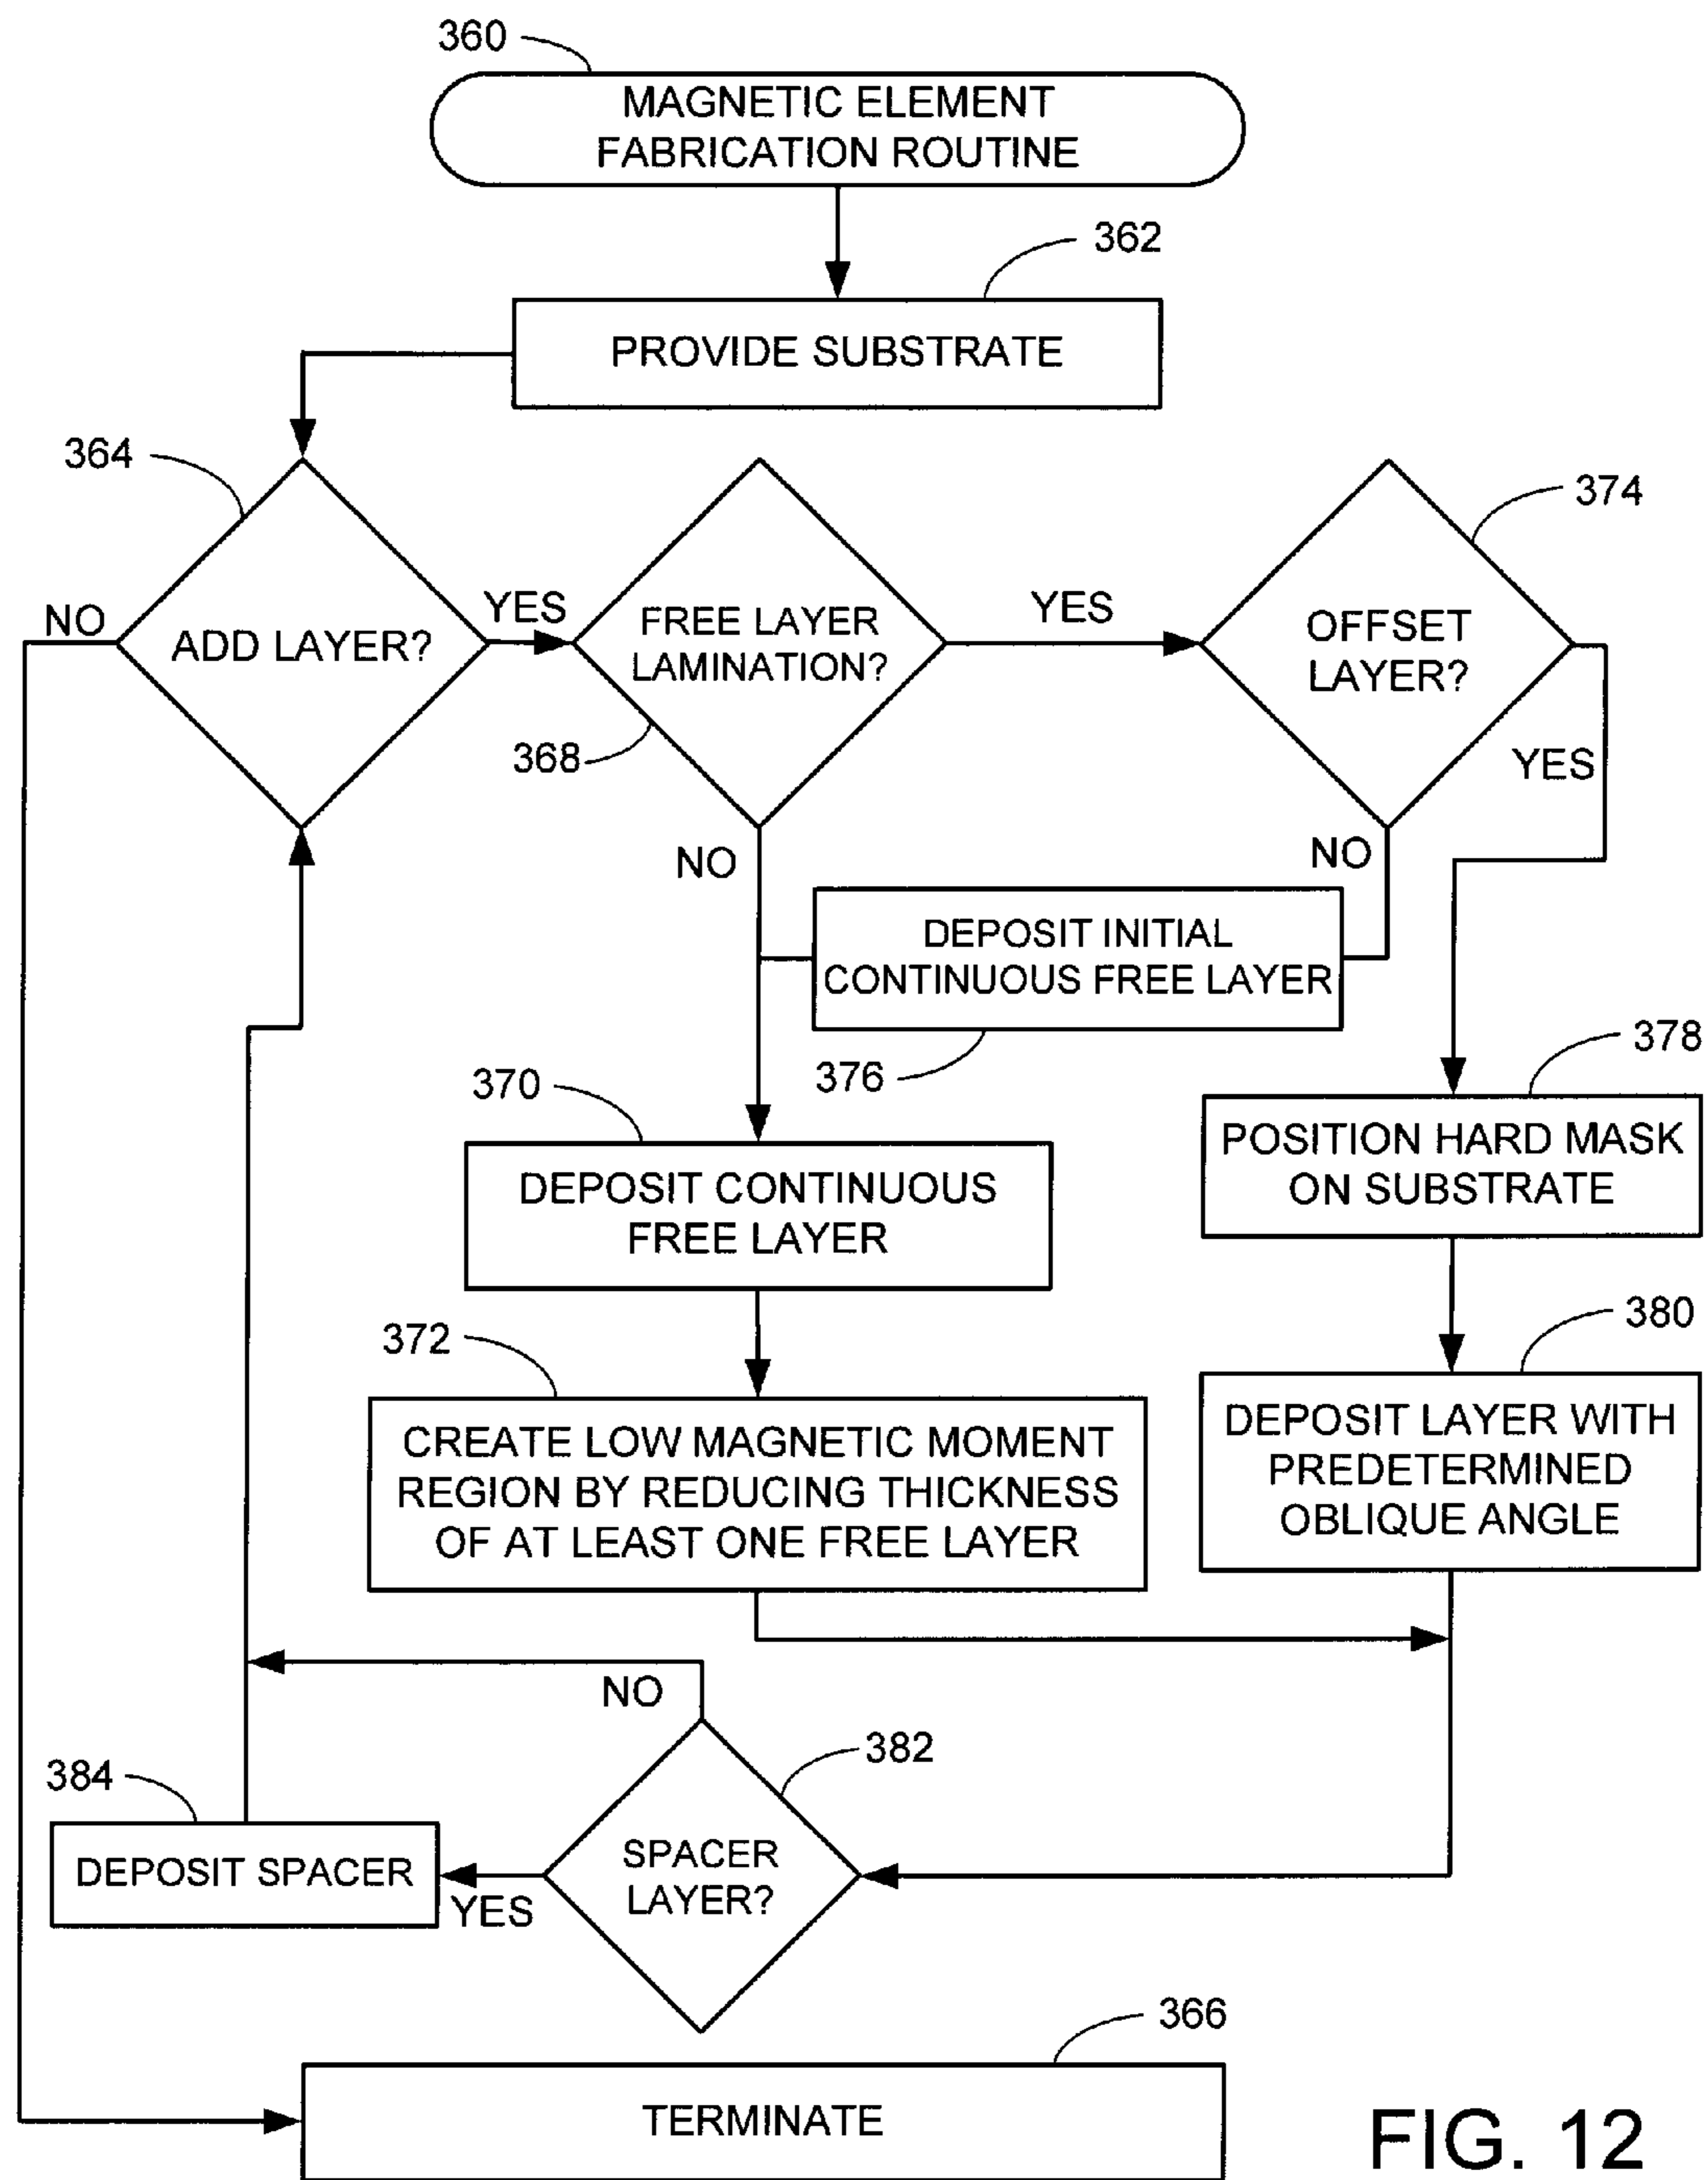 360
MAGNETIC ELEMENT
FABRICATION ROUTINE
362
PROVIDE SUBSTRATE
364
374
NO
ADD LAYER?
YES
FREE LAYER
LAMINATION?
368
YES
OFFSET
LAYER?
YES
NO
NO
DEPOSIT INITIAL
CONTINUOUS FREE LAYER
376
378
370
POSITION HARD MASK
ON SUBSTRATE
DEPOSIT CONTINUOUS
FREE LAYER
372
380
CREATE LOW MAGNETIC MOMENT
REGION BY REDUCING THICKNESS
OF AT LEAST ONE FREE LAYER
DEPOSIT LAYER WITH
PREDETERMINED
OBLIQUE ANGLE
NO
382
384
DEPOSIT SPACER
YES
SPACER
LAYER?
366
TERMINATE
FIG. 12